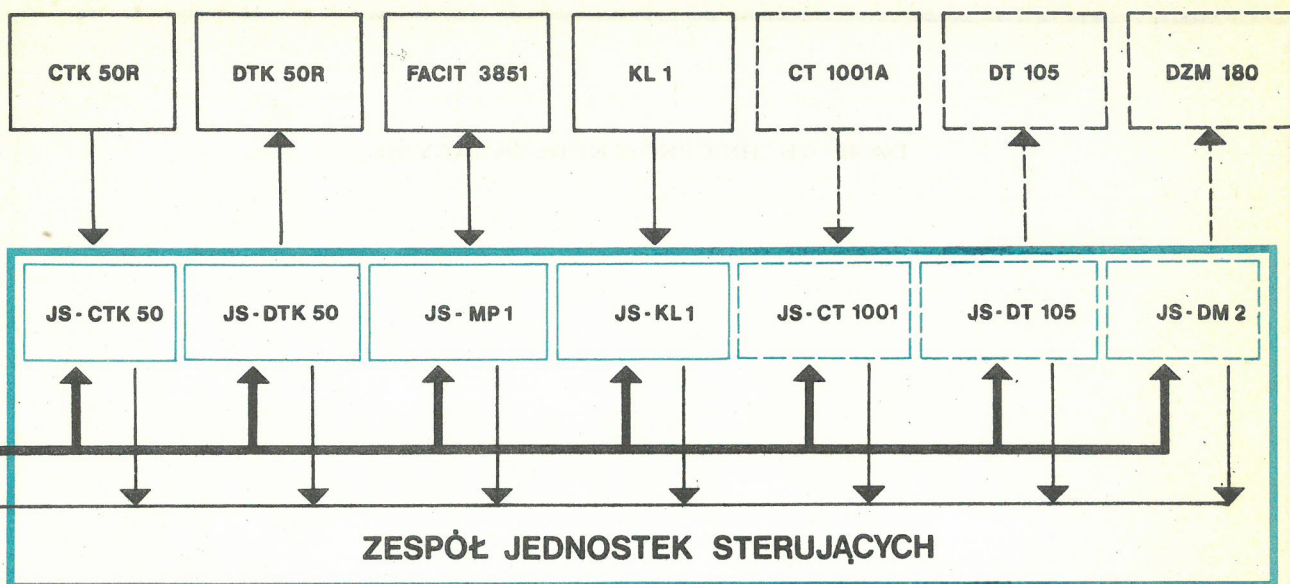 CTK 50R DTK 50R FACIT 3851 KL 1 CT 1001A DT 105 DZM 180
JS-CTK 50 JS-DTK 50 JS-MP 1 JS-KL 1 JS-CT 1001 JS-DT 105 JS-DM 2
ZESPÓŁ JEDNOSTEK STERUJĄCYCH